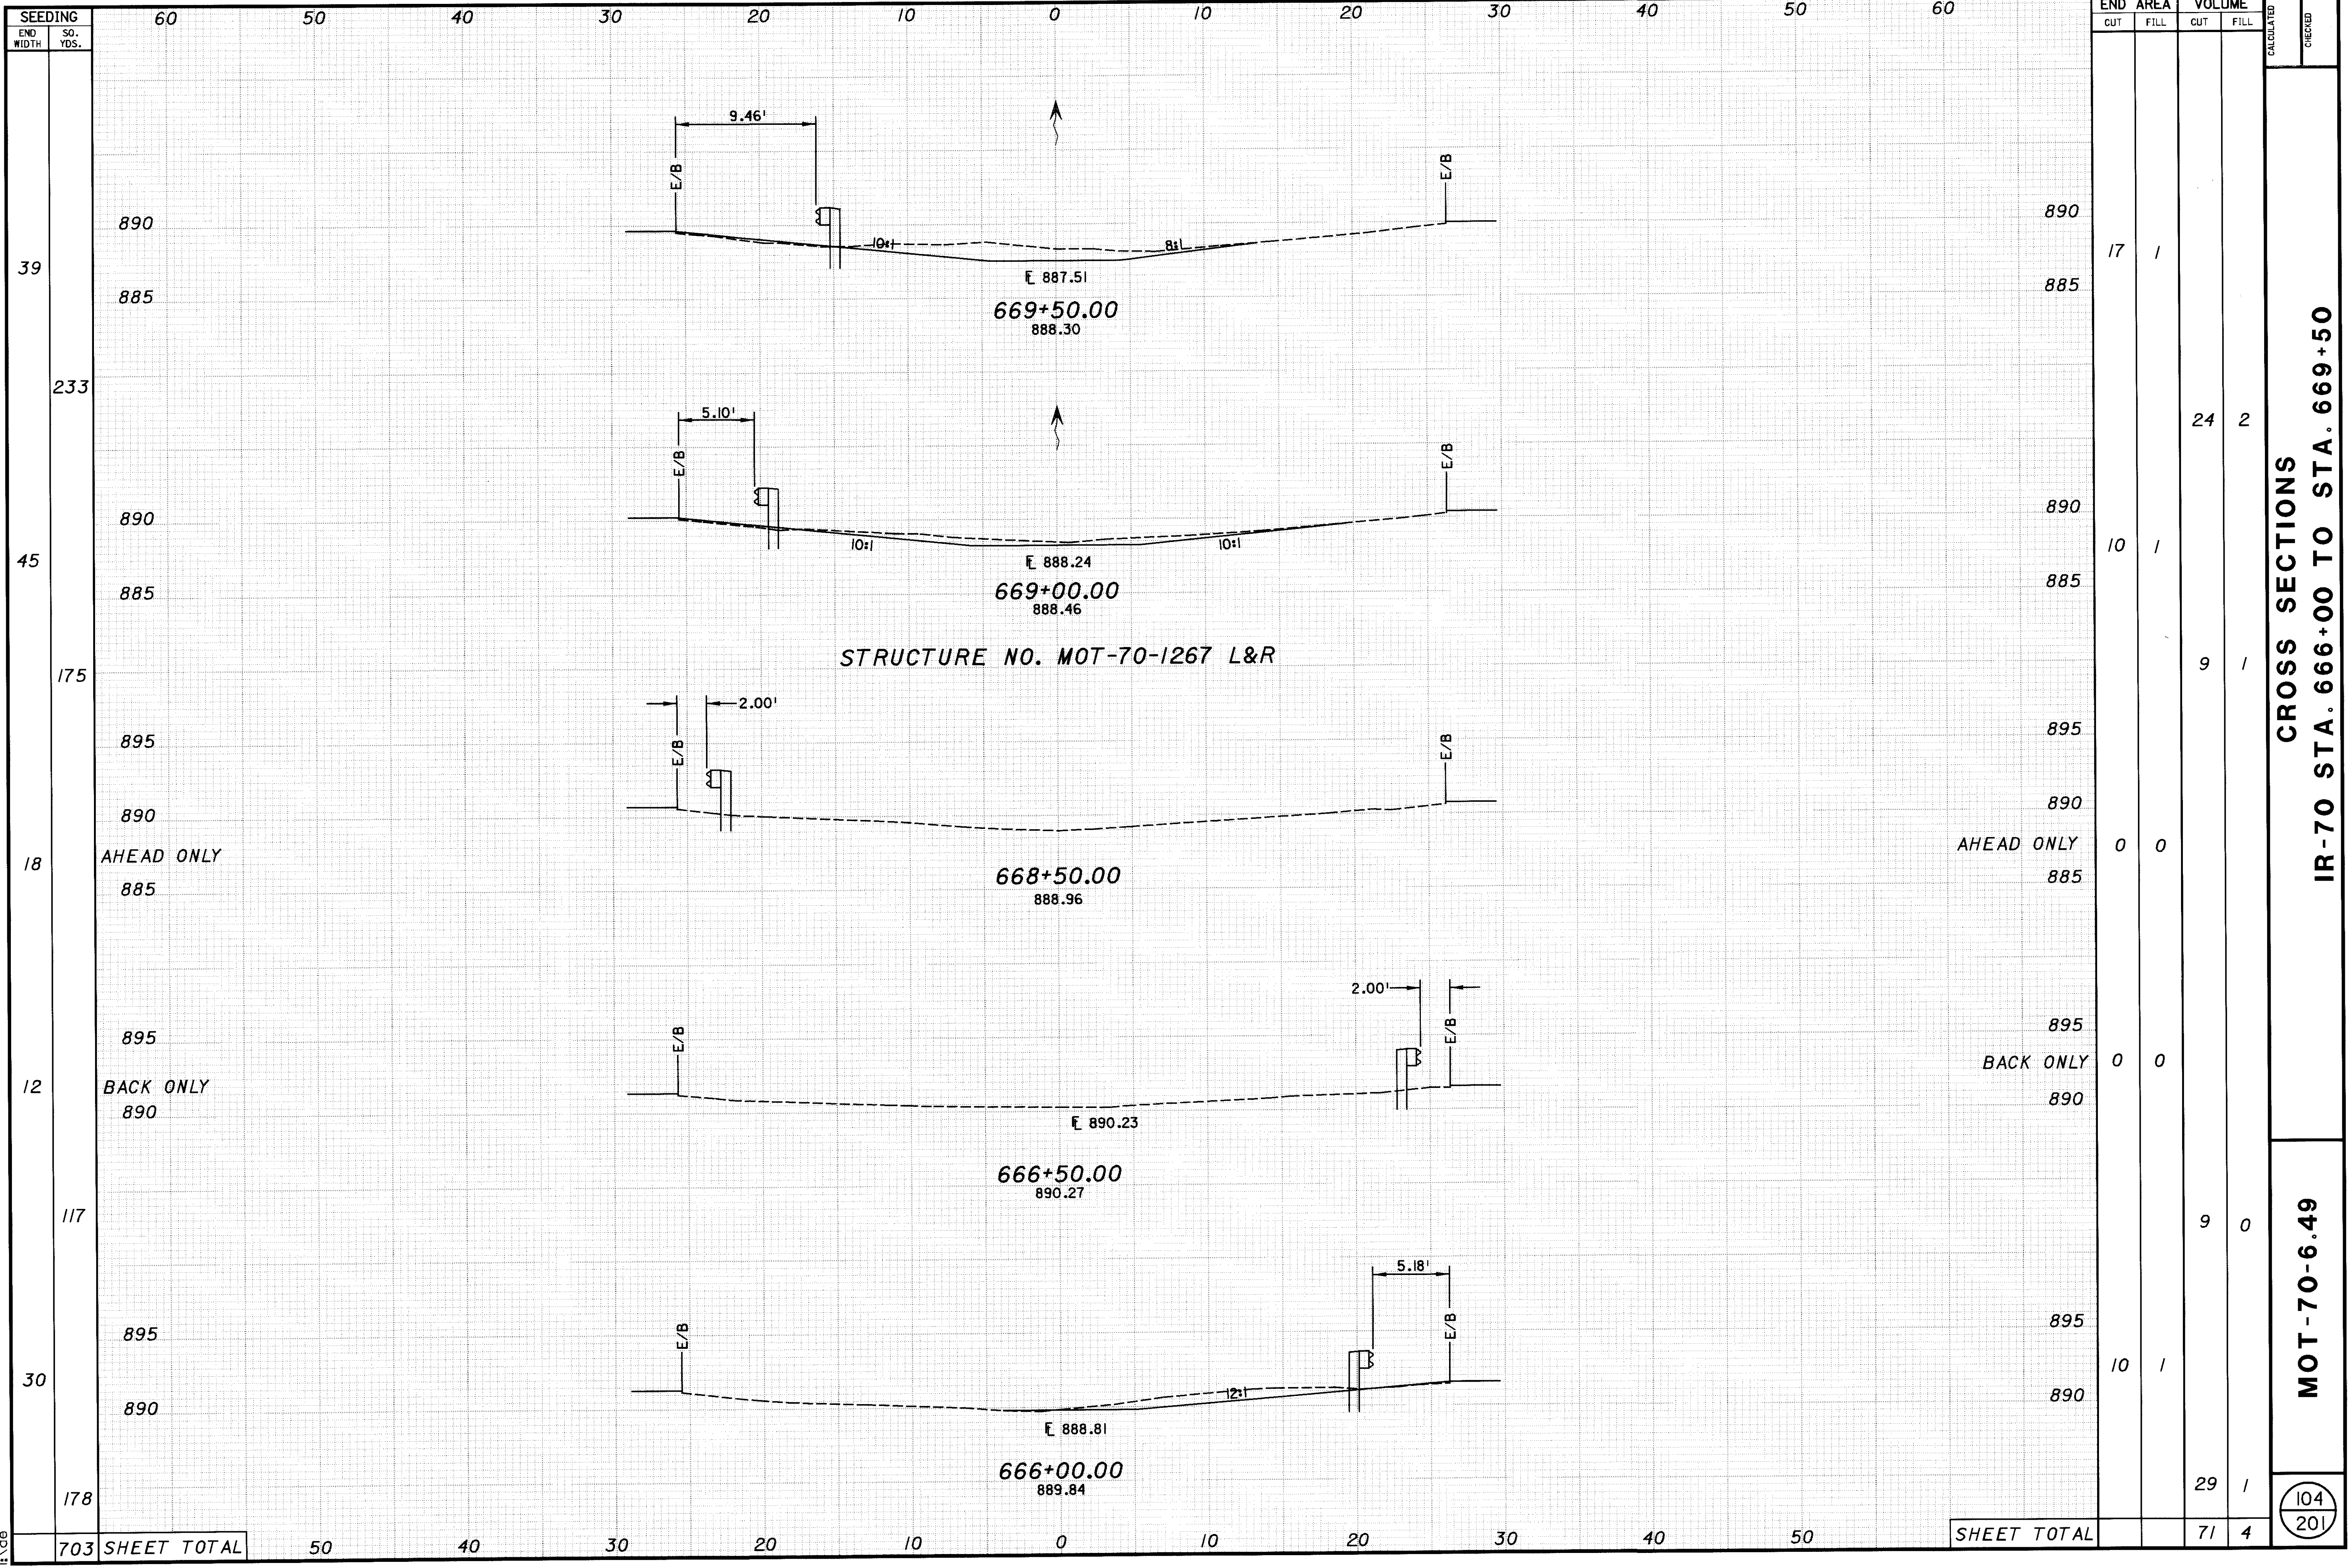 SEEDING
END WIDTH SQ. YDS.
60 50 40 30 20 10 0 10 20 30 40 50 60
END AREA VOLUME
CUT FILL CUT FILL
CALCULATED
CHECKED
9.46'
E/B E/B
890 890
10:1 8:1
39 17 1
℄ 887.51
885 885
669+50.00
888.30
233
24 2
5.10'
E/B E/B
890 890
10:1 10:1
45 10 1
℄ 888.24
885 885
669+00.00
888.46
STRUCTURE NO. MOT-70-1267 L&R
175
9 1
2.00'
E/B E/B
895 895
890 890
18 AHEAD ONLY AHEAD ONLY 0 0
885 885
668+50.00
888.96
2.00'
E/B E/B
895 895
12 BACK ONLY BACK ONLY 0 0
890 890
℄ 890.23
666+50.00
890.27
117
9 0
5.18'
E/B E/B
895 895
12:1
30 10 1
890 890
℄ 888.81
666+00.00
889.84
178
29 1
703 SHEET TOTAL 50 30 20 10 0 10 20 30 40 50 SHEET TOTAL 71 4
CROSS SECTIONS
IR-70 STA. 666+00 TO STA. 669+50
MOT-70-6.49
104
201